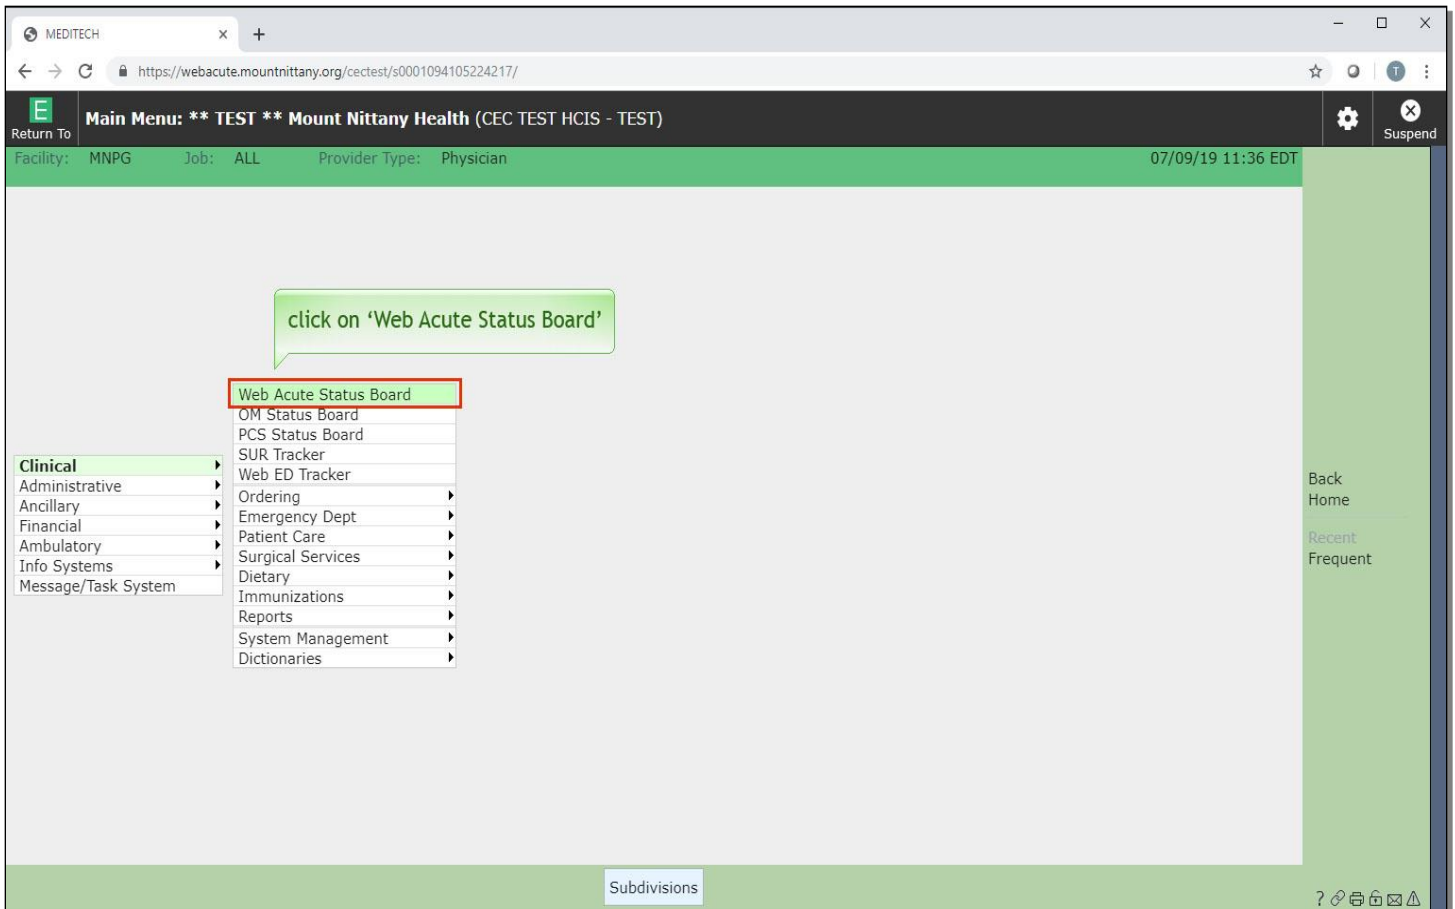 MEDITECH
https://webacute.mountnittany.org/cectest/s0001094105224217/
T
E
Return To
Main Menu: ** TEST ** Mount Nittany Health (CEC TEST HCIS - TEST)
Suspend
Facility: MNPG Job: ALL Provider Type: Physician 07/09/19 11:36 EDT
click on ‘Web Acute Status Board’
Web Acute Status Board
OM Status Board
PCS Status Board
SUR Tracker
Web ED Tracker
Ordering
Emergency Dept
Patient Care
Surgical Services
Dietary
Immunizations
Reports
System Management
Dictionaries
Clinical
Administrative
Ancillary
Financial
Ambulatory
Info Systems
Message/Task System
Back
Home
Recent
Frequent
Subdivisions
?